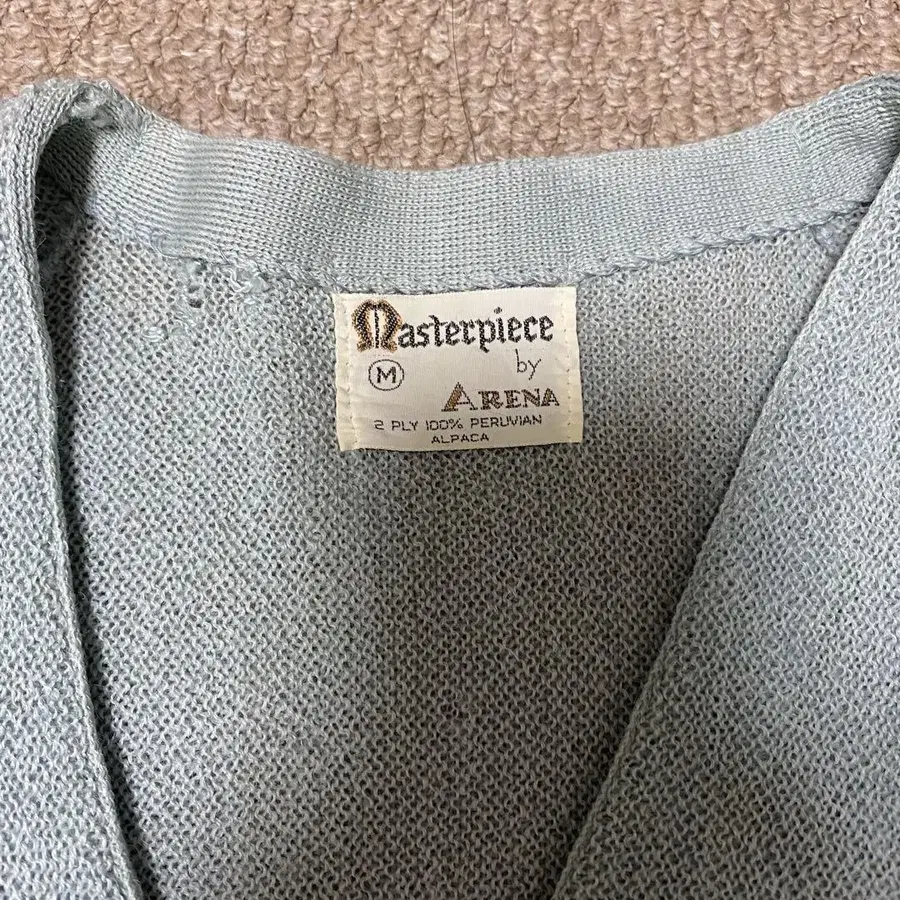 Masterpiece
by
M
ARENA
2 PLY 100% PERUVIAN
ALPACA